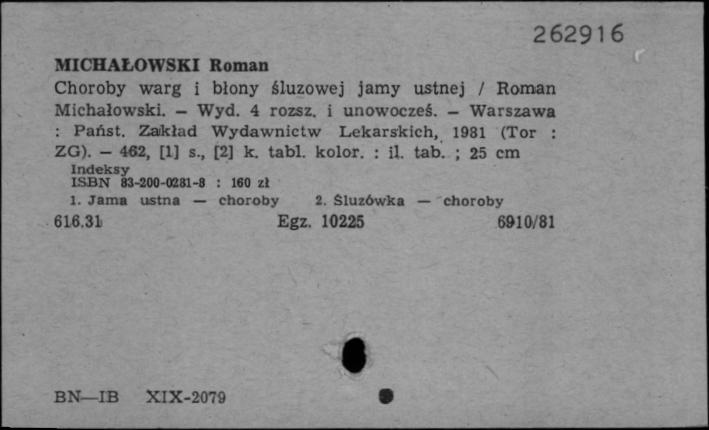 262916
MICHAŁOWSKI Roman
Choroby warg i błony śluzowej jamy ustnej / Roman
Michałowski. — Wyd. 4 rozsz. i unowocześ. — Warszawa
: Państ. Zakład Wydawnictw Lekarskich, 1981 (Tor :
ZG). — 462, [1] s., [2] k. tabl. kolor. : il. tab. ; 25 cm
Indeksy
ISBN 83-200-0281-8 : 160 zł
1. Jama ustna — choroby 2. Śluzówka — choroby
616.31 Egz. 10225 6910/81
BN—IB XIX-2079